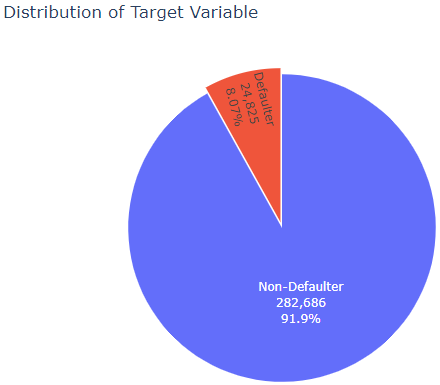 Distribution of Target Variable
Defaulter
24,825
8.07%
Non-Defaulter
282,686
91.9%